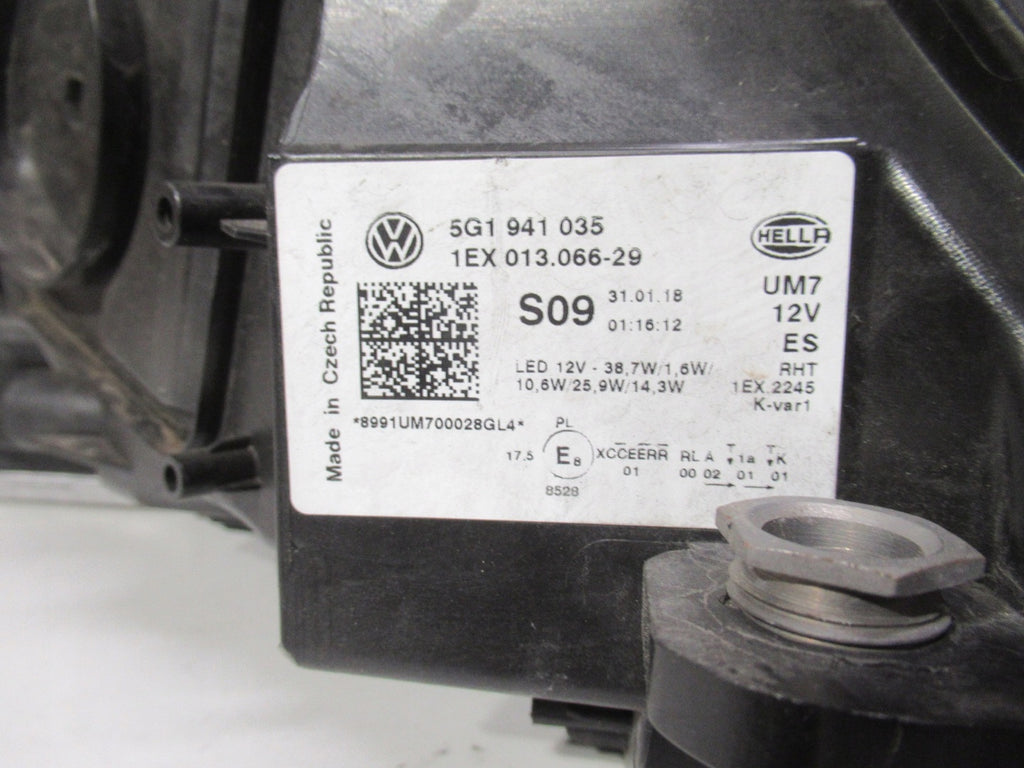 Made in Czech Republic
5G1 941 035
1EX 013.066-29
HELLA
S09
31.01.18
01:16:12
UM7
12V
ES
RHT
1EX.2245
K-var1
LED 12V - 38,7W/1,6W/
10,6W/25,9W/14,3W
*8991UM700028GL4*
PL
17.5
E8
8528
XCCEERR RL A 1a K
01 00 02 01 01